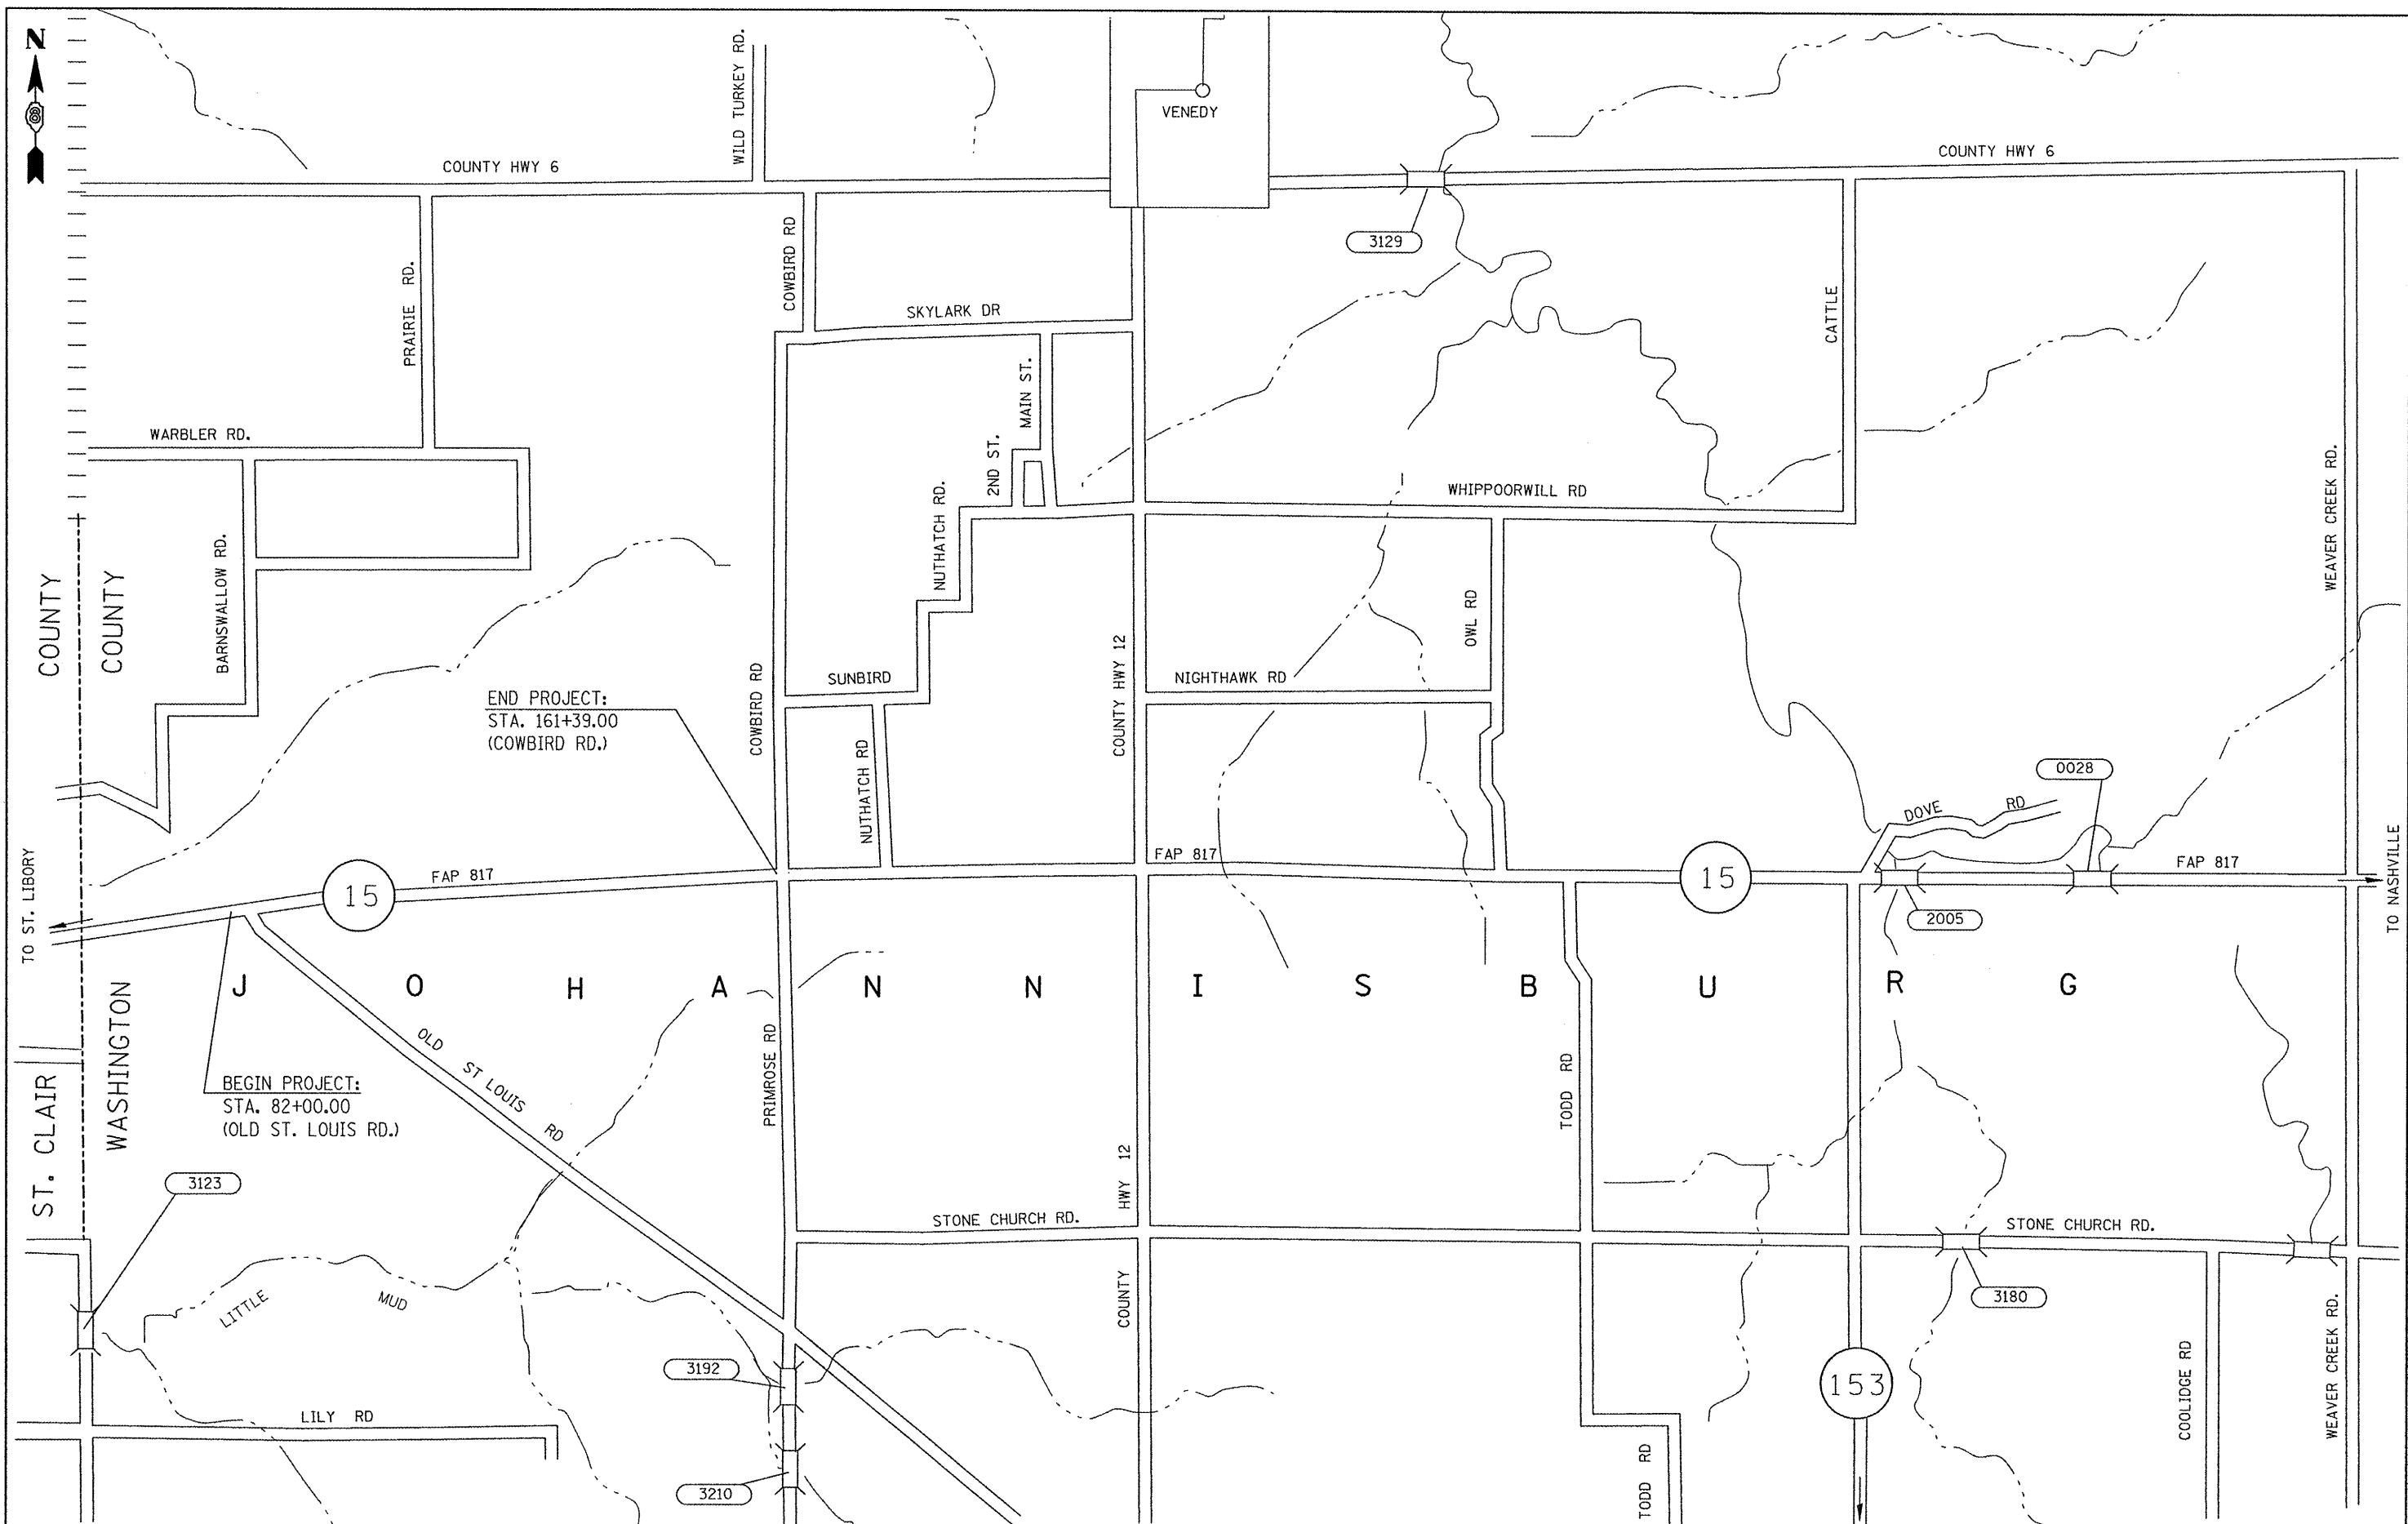 N
WILD TURKEY RD.
VENEDY
COUNTY HWY 6
COUNTY HWY 6
3129
COWBIRD RD
PRAIRIE RD.
SKYLARK DR
CATTLE
MAIN ST.
WARBLER RD.
2ND ST.
WHIPPOORWILL RD
WEAVER CREEK RD.
NUTHATCH RD.
BARNSWALLOW RD.
COUNTY
COUNTY
OWL RD
SUNBIRD
NIGHTHAWK RD
COUNTY HWY 12
COWBIRD RD
END PROJECT:
STA. 161+39.00
(COWBIRD RD.)
NUTHATCH RD
0028
DOVE RD
TO ST. LIBORY
FAP 817
15
FAP 817
15
FAP 817
2005
TO NASHVILLE
JOHANNISBURG
WASHINGTON
ST. CLAIR
OLD ST LOUIS RD
PRIMROSE RD
TODD RD
BEGIN PROJECT:
STA. 82+00.00
(OLD ST. LOUIS RD.)
3123
COUNTY HWY 12
STONE CHURCH RD.
STONE CHURCH RD.
LITTLE MUD
3180
3192
153
COOLIDGE RD
WEAVER CREEK RD.
LILY RD
TODD RD
3210